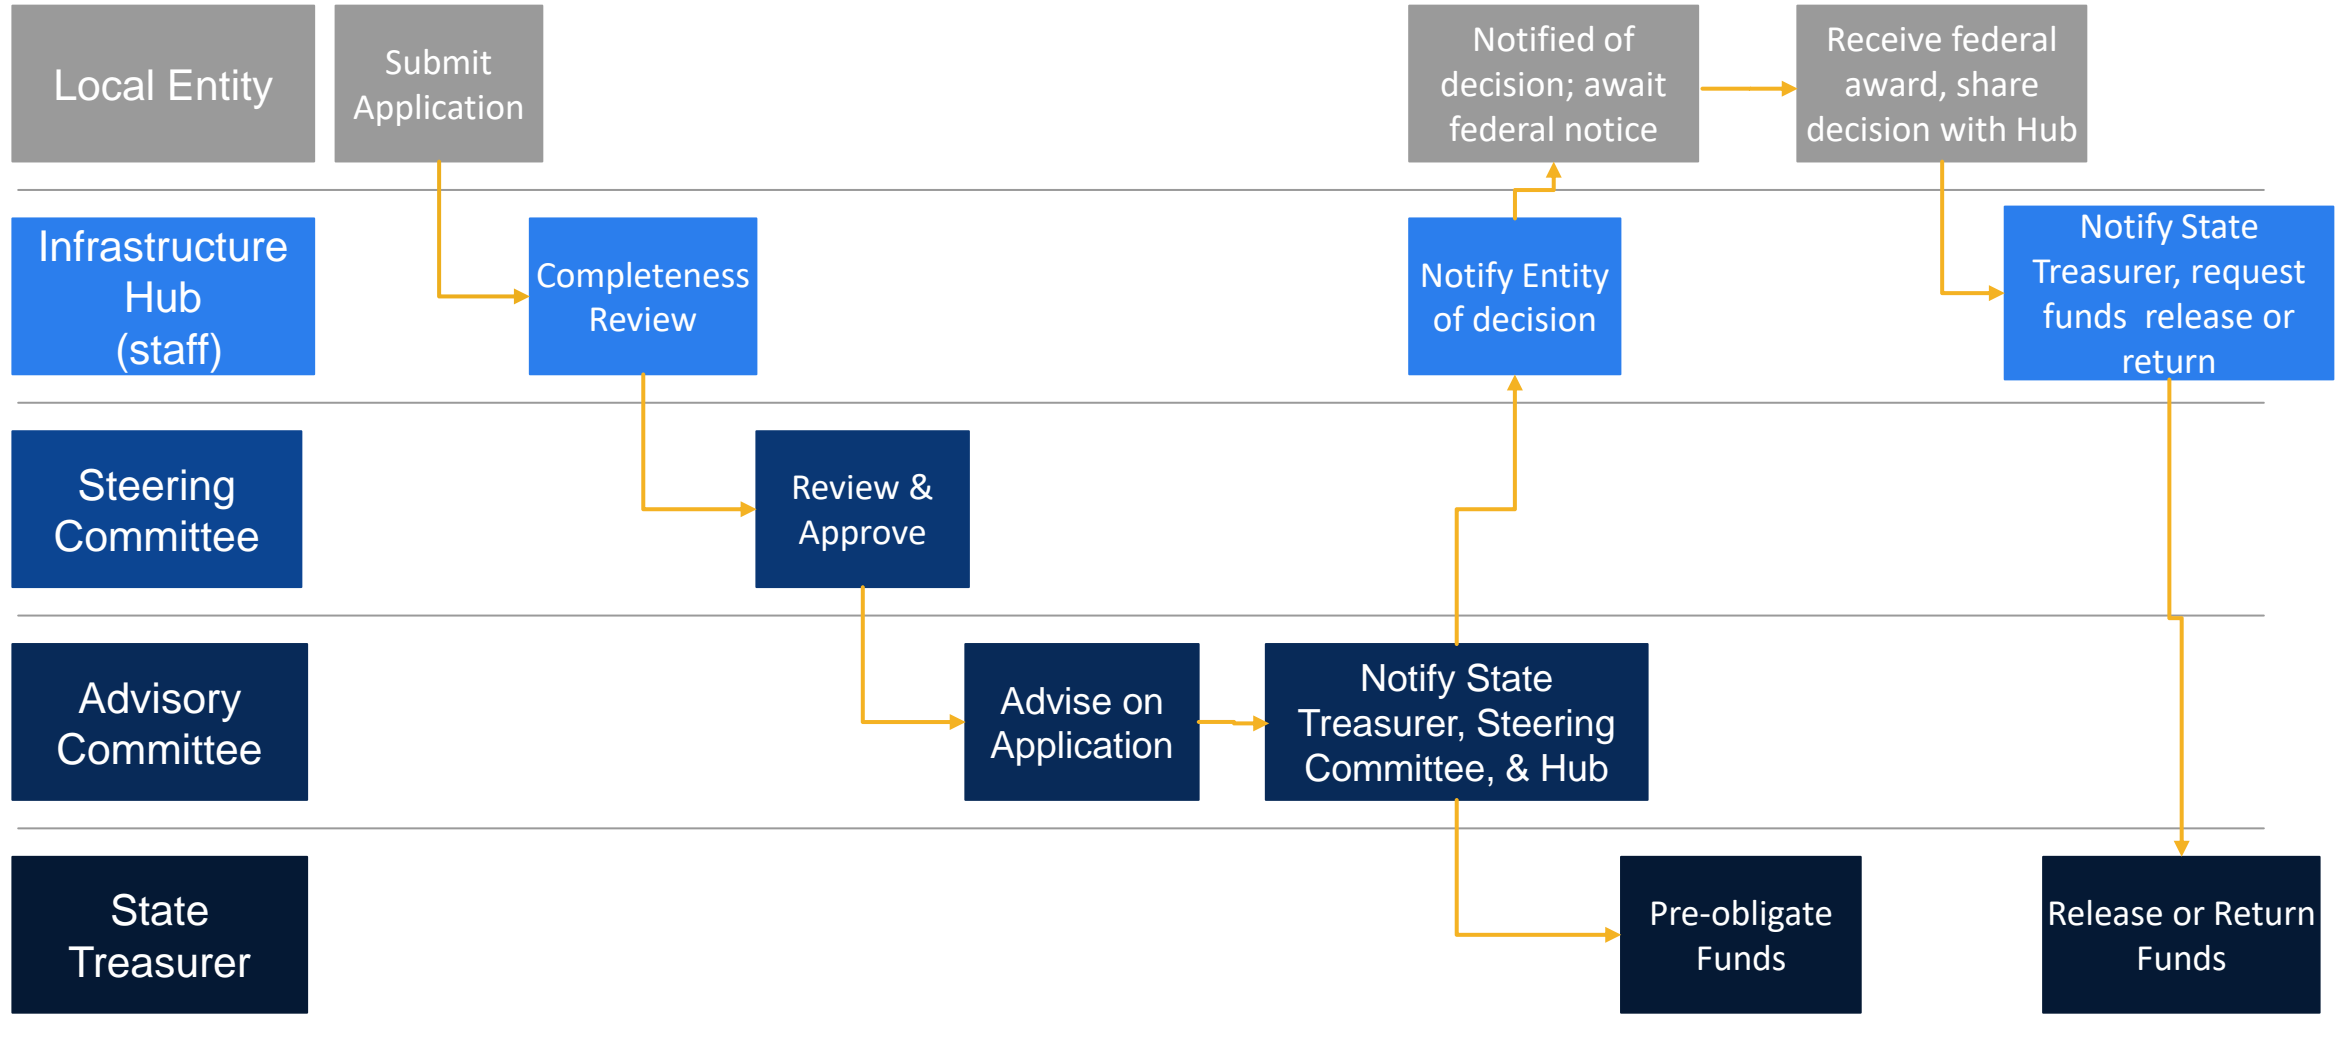 Local Entity
Submit
Application
Notified of
decision; await
federal notice
Receive federal
award, share
decision with Hub
Infrastructure
Hub
(staff)
Completeness
Review
Notify Entity
of decision
Notify State
Treasurer, request
funds  release or
return
Steering
Committee
Review &
Approve
Advisory
Committee
Advise on
Application
Notify State
Treasurer, Steering
Committee, & Hub
State
Treasurer
Pre-obligate
Funds
Release or Return
Funds